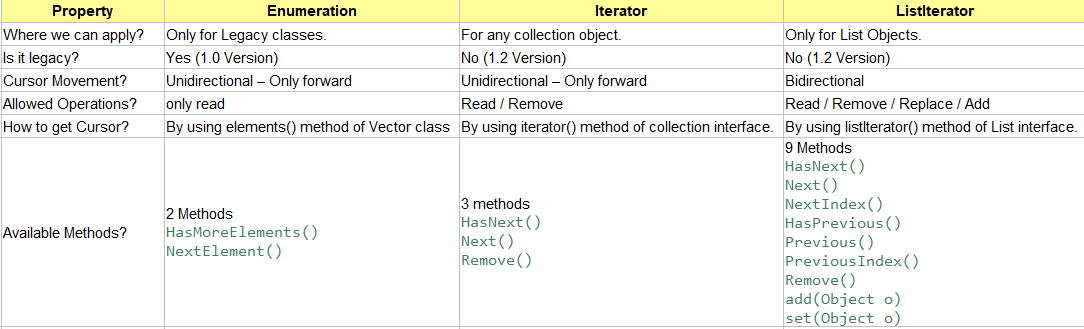 Property Enumeration Iterator ListIterator
Where we can apply? Only for Legacy classes. For any collection object. Only for List Objects.
Is it legacy? Yes (1.0 Version) No (1.2 Version) No (1.2 Version)
Cursor Movement? Unidirectional – Only forward Unidirectional – Only forward Bidirectional
Allowed Operations? only read Read / Remove Read / Remove / Replace / Add
How to get Cursor? By using elements() method of Vector class By using iterator() method of collection interface. By using listIterator() method of List interface.
Available Methods?
2 Methods
HasMoreElements()
NextElement()
3 methods
HasNext()
Next()
Remove()
9 Methods
HasNext()
Next()
NextIndex()
HasPrevious()
Previous()
PreviousIndex()
Remove()
add(Object o)
set(Object o)